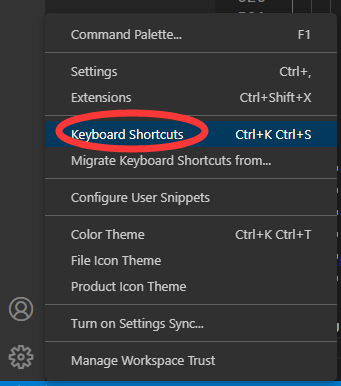 Command Palette... F1
Settings Ctrl+,
Extensions Ctrl+Shift+X
Keyboard Shortcuts Ctrl+K Ctrl+S
Migrate Keyboard Shortcuts from...
Configure User Snippets
Color Theme Ctrl+K Ctrl+T
File Icon Theme
Product Icon Theme
Turn on Settings Sync...
Manage Workspace Trust